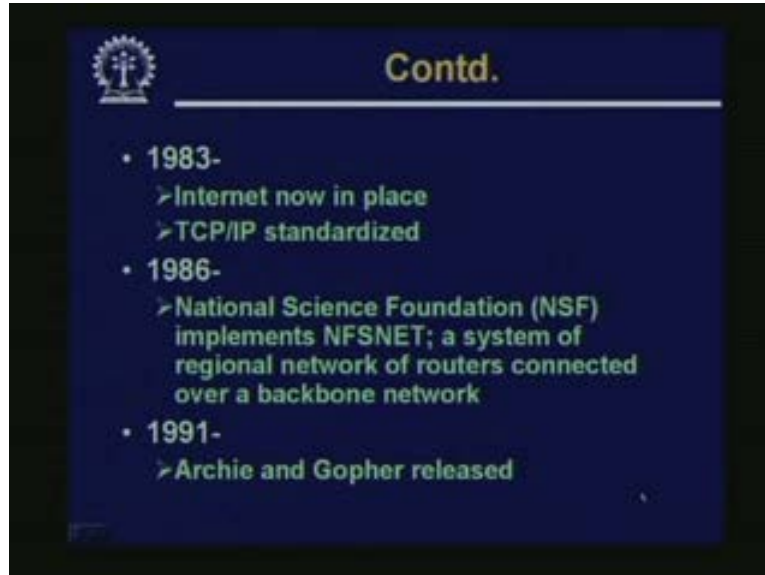 Contd.
• 1983-
➢Internet now in place
➢TCP/IP standardized
• 1986-
➢National Science Foundation (NSF)
implements NFSNET; a system of
regional network of routers connected
over a backbone network
• 1991-
➢Archie and Gopher released